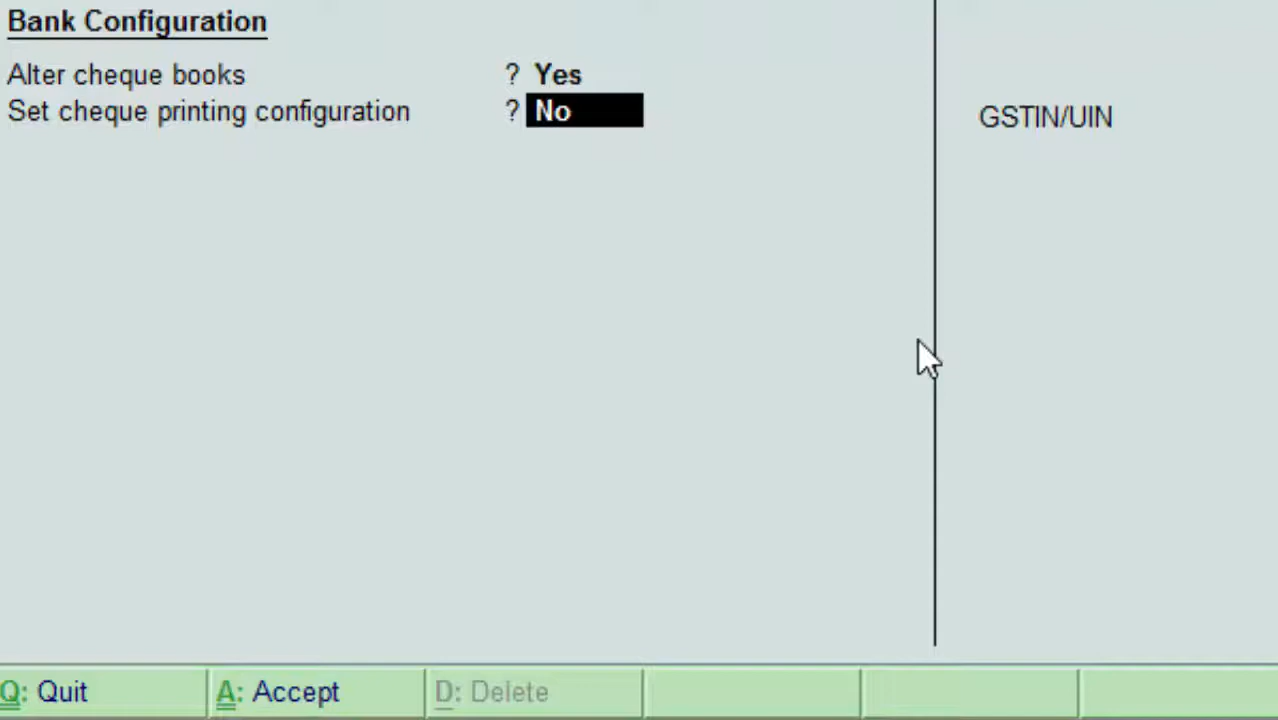 Bank Configuration
Alter cheque books ? Yes
Set cheque printing configuration ? No
GSTIN/UIN
Q: Quit A: Accept D: Delete